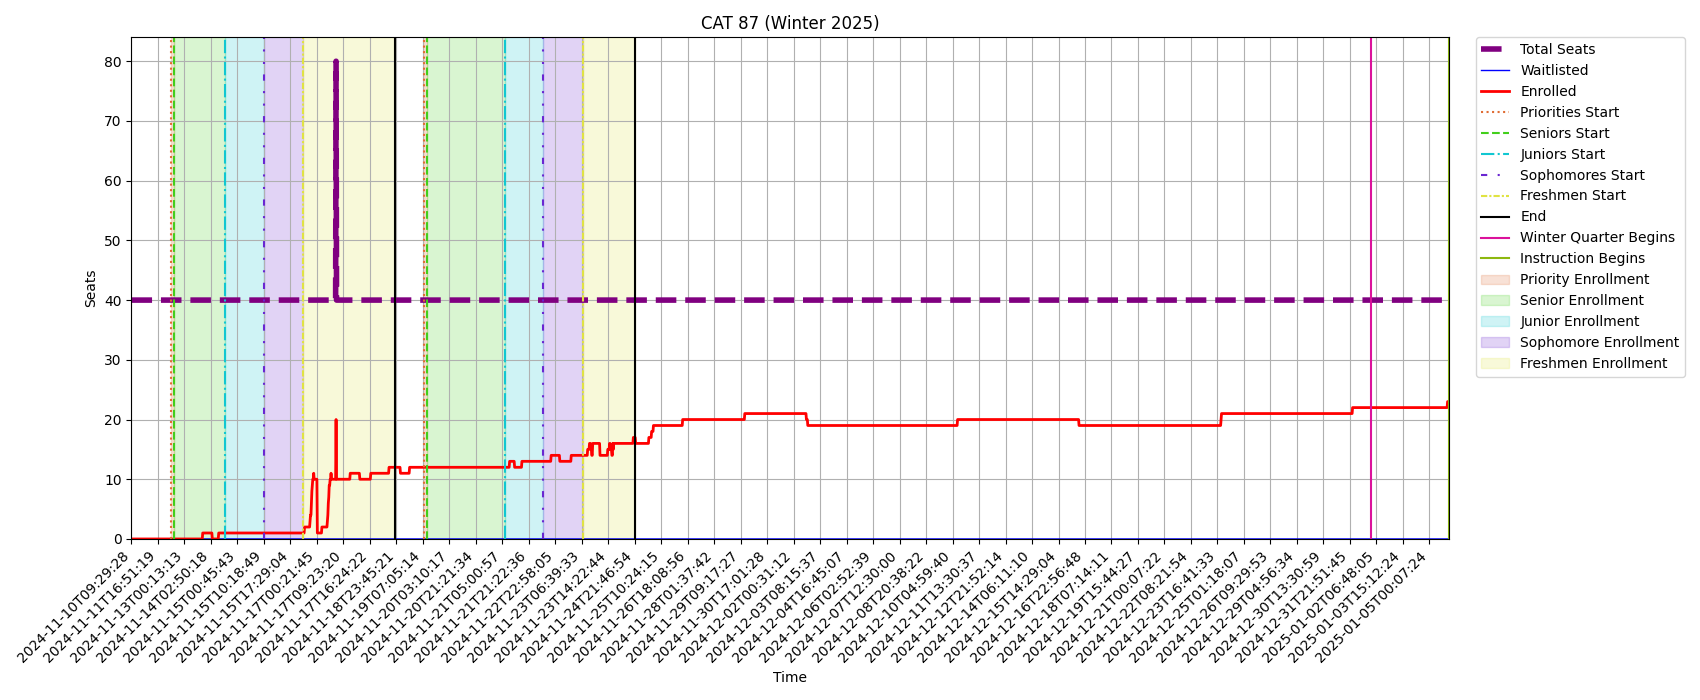 CAT 87 (Winter 2025)
Seats
80
70
60
50
40
30
20
10
0
2024-11-10T09:29:28
2024-11-11T16:51:19
2024-11-13T00:13:13
2024-11-14T02:50:18
2024-11-15T00:45:43
2024-11-15T10:18:49
2024-11-15T17:29:04
2024-11-17T00:21:45
2024-11-17T09:23:20
2024-11-17T16:24:22
2024-11-18T23:45:21
2024-11-19T07:05:14
2024-11-20T03:10:17
2024-11-20T21:21:34
2024-11-21T05:00:57
2024-11-21T21:22:36
2024-11-22T22:58:05
2024-11-23T06:39:33
2024-11-23T14:22:44
2024-11-24T21:46:54
2024-11-25T10:24:15
2024-11-26T18:08:56
2024-11-28T01:37:42
2024-11-29T09:17:27
2024-11-30T17:01:28
2024-12-02T00:31:12
2024-12-03T08:15:37
2024-12-04T16:45:07
2024-12-06T02:52:39
2024-12-07T12:30:00
2024-12-08T20:38:22
2024-12-10T04:59:40
2024-12-11T13:30:37
2024-12-12T21:52:14
2024-12-14T06:11:10
2024-12-15T14:29:04
2024-12-16T22:56:48
2024-12-18T07:14:11
2024-12-19T15:44:27
2024-12-21T00:07:22
2024-12-22T08:21:54
2024-12-23T16:41:33
2024-12-25T01:18:07
2024-12-26T09:29:53
2024-12-29T04:56:34
2024-12-30T13:30:59
2024-12-31T21:51:45
2025-01-02T06:48:05
2025-01-03T15:12:24
2025-01-05T00:07:24
Time
Total Seats
Waitlisted
Enrolled
Priorities Start
Seniors Start
Juniors Start
Sophomores Start
Freshmen Start
End
Winter Quarter Begins
Instruction Begins
Priority Enrollment
Senior Enrollment
Junior Enrollment
Sophomore Enrollment
Freshmen Enrollment